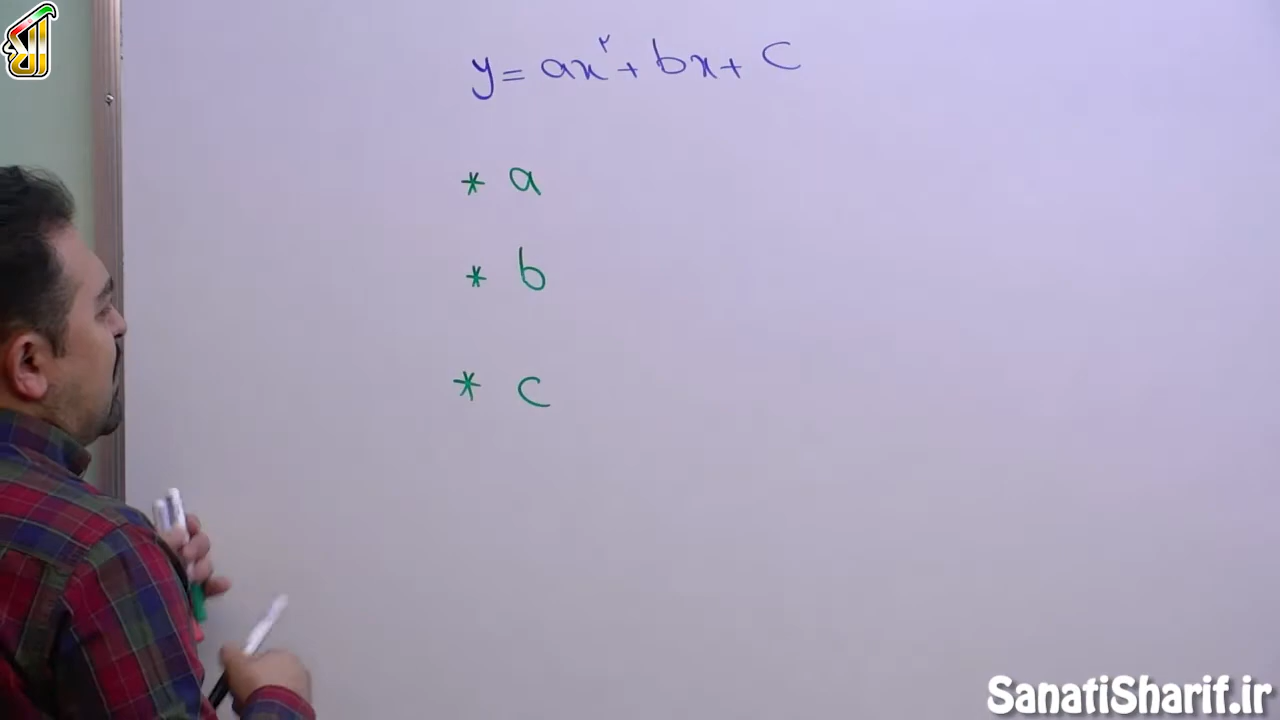 y = ax² + bx + c
* a
* b
* c
SanatiSharif.ir